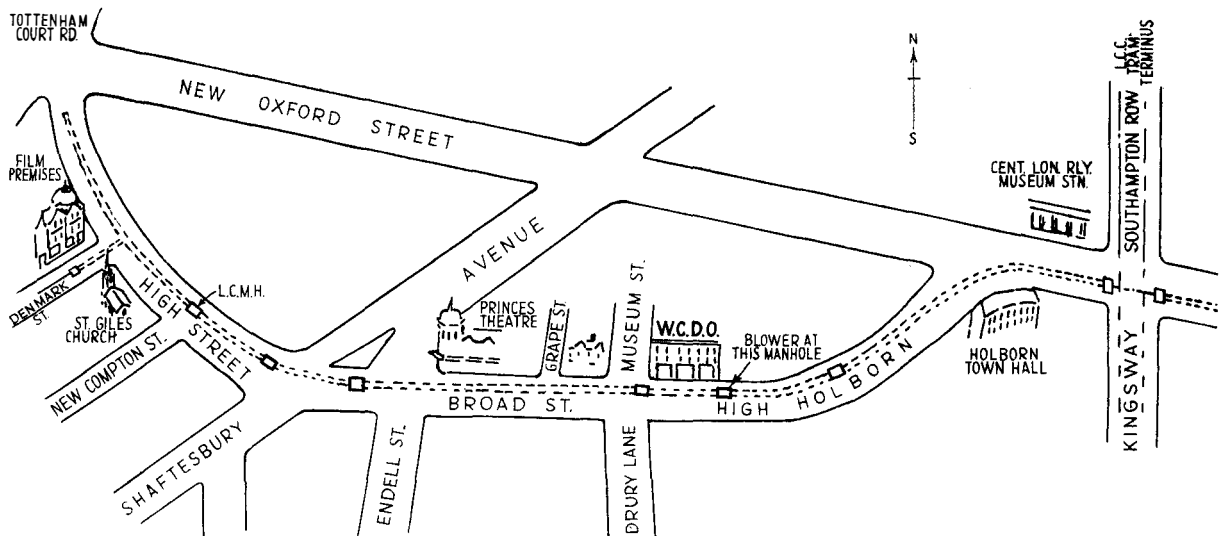 TOTTENHAM
COURT RD.
NEW OXFORD STREET
N
S
L.C.C.
TRAM
TERMINUS
SOUTHAMPTON ROW
CENT. LON. RLY.
MUSEUM STN.
FILM
PREMISES
AVENUE
L.C.M.H.
DENMARK
ST.
ST. GILES
CHURCH
HIGH STREET
NEW COMPTON ST.
PRINCES
THEATRE
GRAPE ST.
MUSEUM ST.
W.C.D.O.
BLOWER AT
THIS MANHOLE
HOLBORN
TOWN HALL
BROAD ST.
HIGH HOLBORN
KINGSWAY
SHAFTESBURY
ENDELL ST.
DRURY LANE